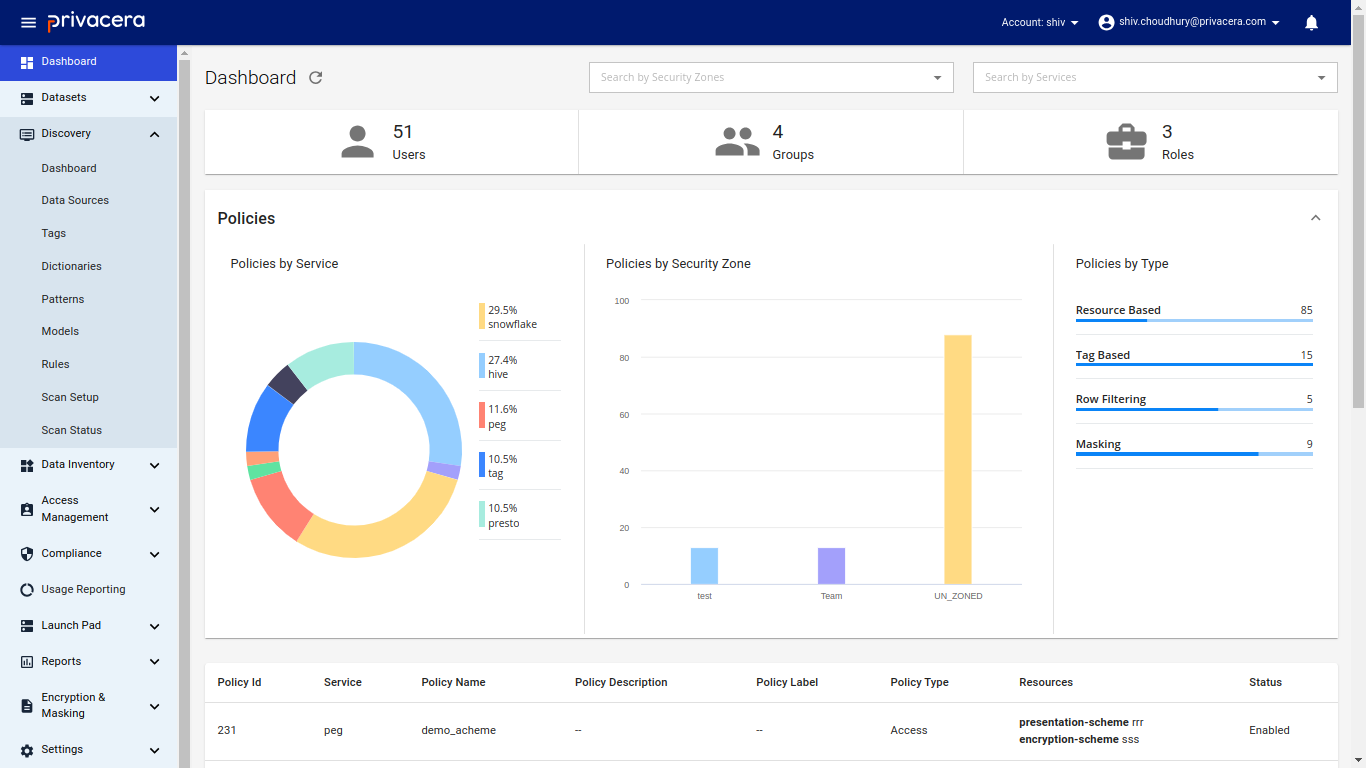 privacera
Account: shiv
shiv.choudhury@privacera.com
Dashboard
Datasets
Discovery
Dashboard
Data Sources
Tags
Dictionaries
Patterns
Models
Rules
Scan Setup
Scan Status
Data Inventory
Access
Management
Compliance
Usage Reporting
Launch Pad
Reports
Encryption &
Masking
Settings
Dashboard
Search by Security Zones
Search by Services
51
Users
4
Groups
3
Roles
Policies
Policies by Service
29.5%
snowflake
27.4%
hive
11.6%
peg
10.5%
tag
10.5%
presto
Policies by Security Zone
100
80
60
40
20
0
test
Team
UN_ZONED
Policies by Type
Resource Based 85
Tag Based 15
Row Filtering 5
Masking 9
Policy Id Service Policy Name Policy Description Policy Label Policy Type Resources Status
231 peg demo_acheme -- -- Access presentation-scheme rrr Enabled
encryption-scheme sss